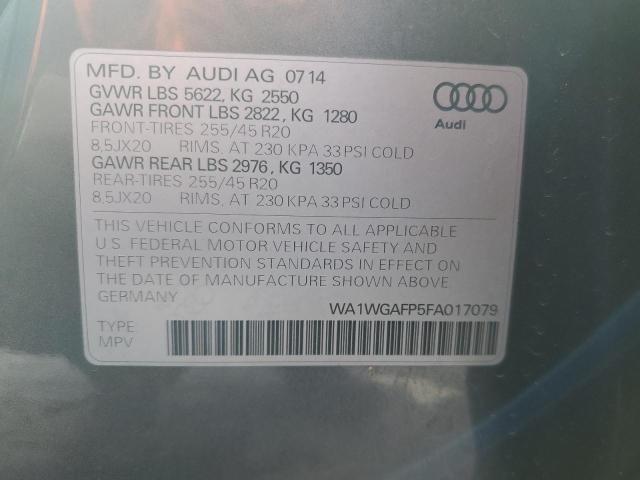 MFD. BY AUDI AG 0714
GVWR LBS 5622, KG 2550
GAWR FRONT LBS 2822, KG 1280
FRONT-TIRES 255/45 R20
8,5JX20 RIMS, AT 230 KPA 33 PSI COLD
GAWR REAR LBS 2976, KG 1350
REAR-TIRES 255/45 R20
8,5JX20 RIMS, AT 230 KPA 33 PSI COLD
Audi
THIS VEHICLE CONFORMS TO ALL APPLICABLE
U.S. FEDERAL MOTOR VEHICLE SAFETY AND
THEFT PREVENTION STANDARDS IN EFFECT ON
THE DATE OF MANUFACTURE SHOWN ABOVE
GERMANY WA1WGAFP5FA017079
TYPE
MPV